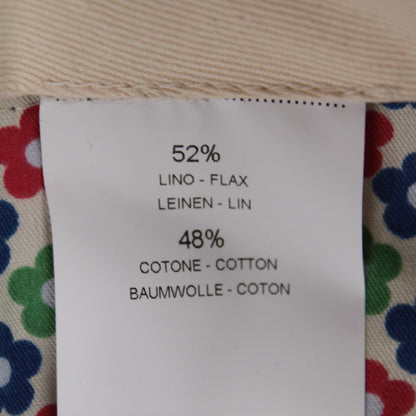 52%
LINO - FLAX
LEINEN - LIN
48%
COTONE - COTTON
BAUMWOLLE - COTON